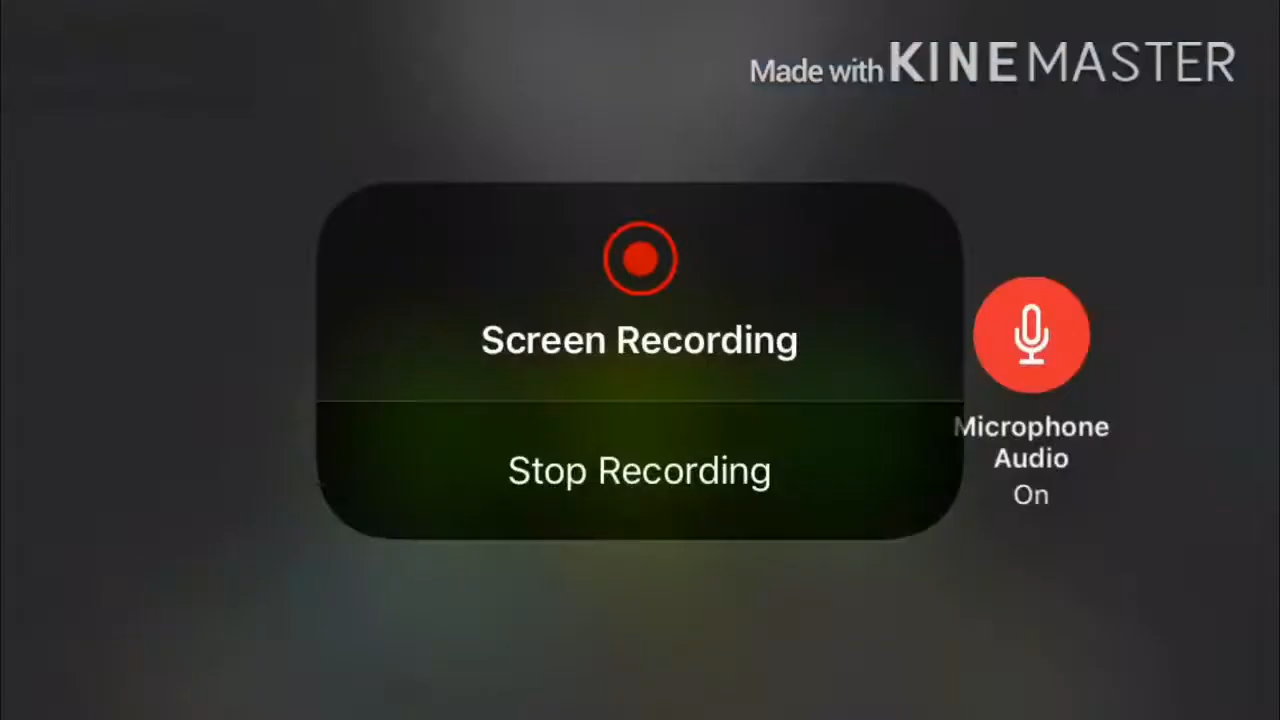 Made with KINEMASTER
Screen Recording
Stop Recording
Microphone
Audio
On